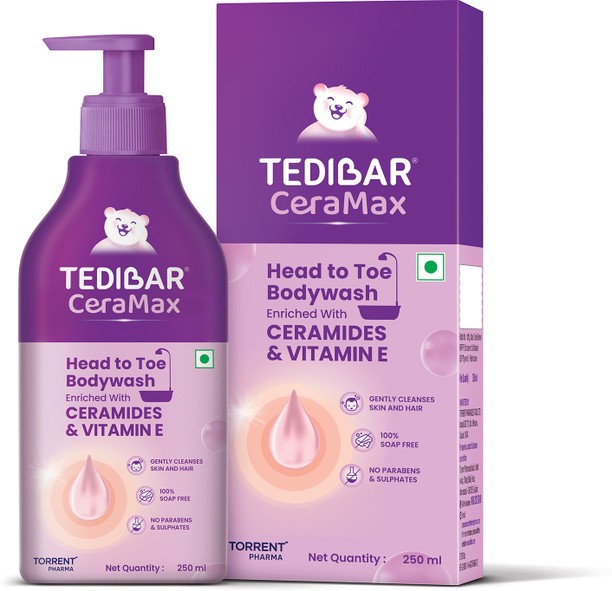 TEDIBAR®
CeraMax
Head to Toe
Bodywash
Enriched With
CERAMIDES
& VITAMIN E
GENTLY CLEANSES
SKIN AND HAIR
100%
SOAP FREE
NO PARABENS
& SULPHATES
TORRENT
PHARMA
Net Quantity : 250 ml
TEDIBAR®
CeraMax
Head to Toe
Bodywash
Enriched With
CERAMIDES
& VITAMIN E
GENTLY CLEANSES
SKIN AND HAIR
100%
SOAP FREE
NO PARABENS
& SULPHATES
TORRENT
PHARMA
Net Quantity : 250 ml